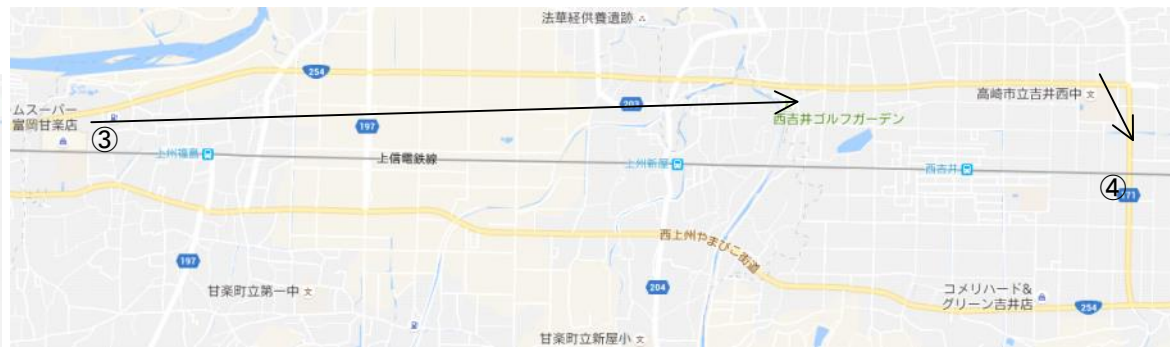 法華経供養遺跡
254
高崎市立吉井西中
ムスーパー
富岡甘楽店
203
③
197
西吉井ゴルフガーデン
上州福島
上信電鉄線
上州新屋
西吉井
④
71
西上州やまびこ街道
197
甘楽町立第一中
204
コメリハード&
グリーン吉井店
254
甘楽町立新屋小